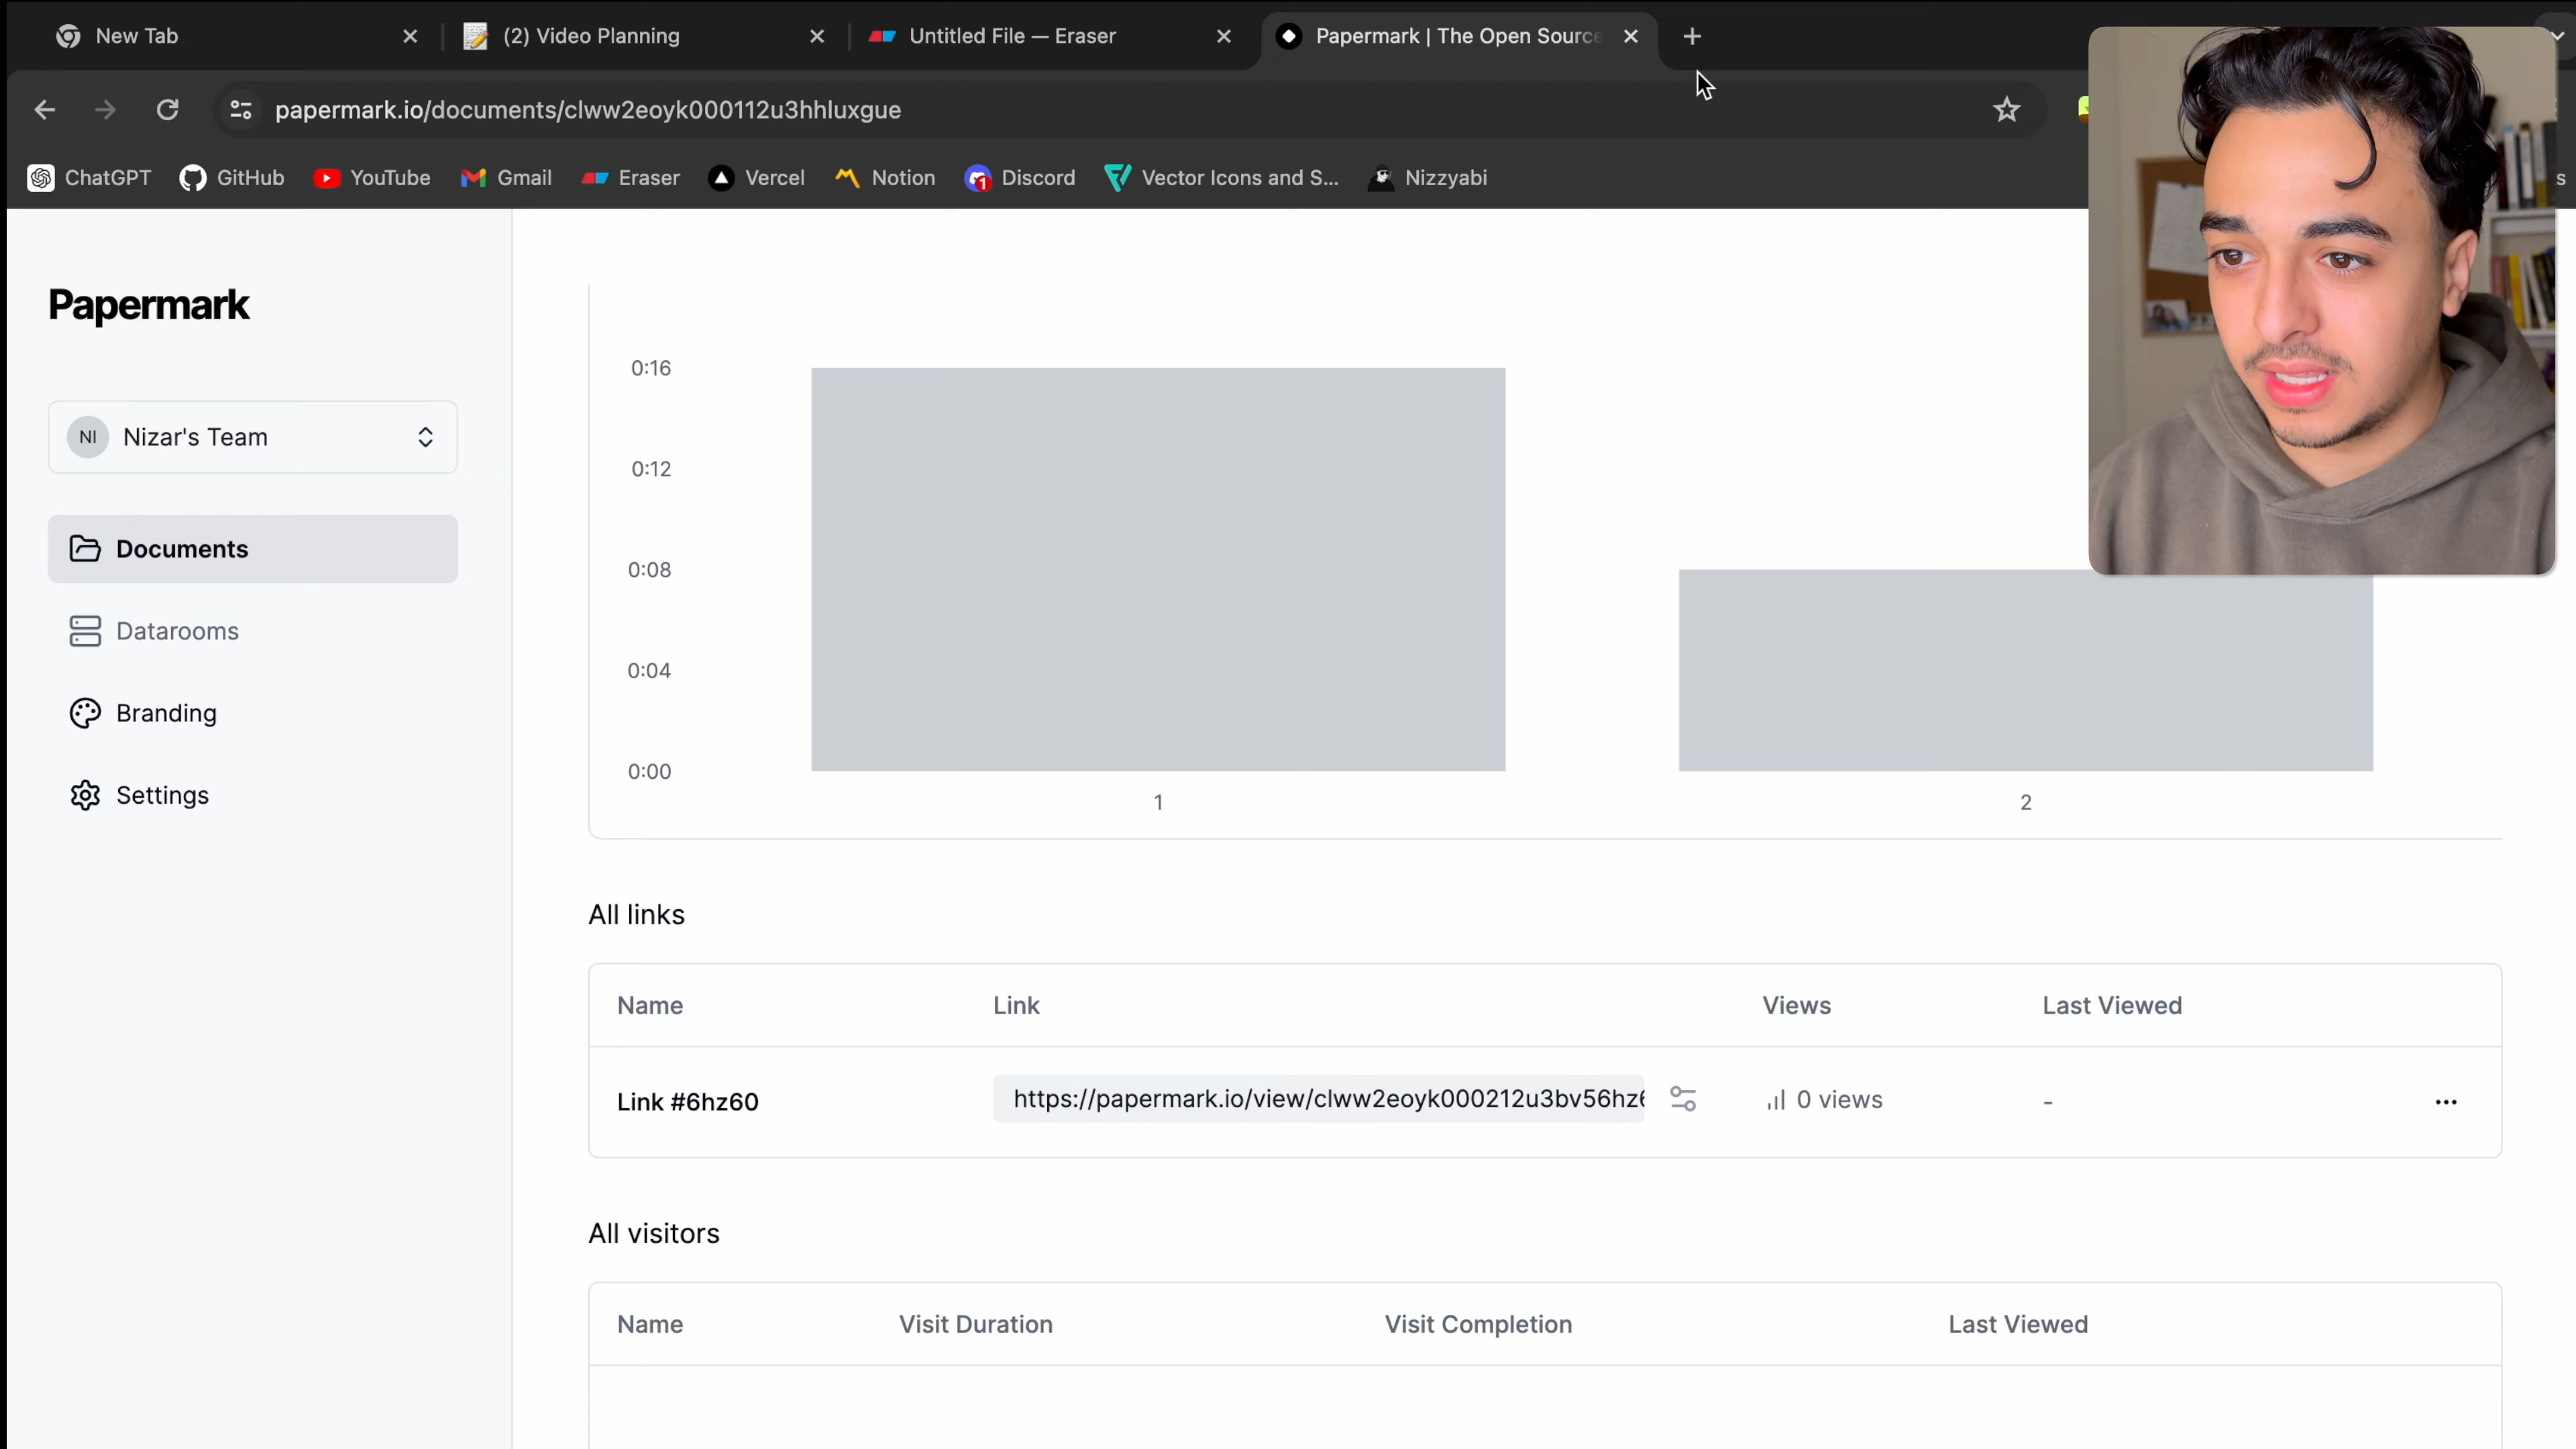 New Tab
(2) Video Planning
Untitled File — Eraser
Papermark | The Open Source
papermark.io/documents/clww2eoyk000112u3hhluxgue
ChatGPT
GitHub
YouTube
Gmail
Eraser
Vercel
Notion
1
Discord
Vector Icons and S...
Nizzyabi
s
Papermark
NI
Nizar's Team
Documents
Datarooms
Branding
Settings
0:16
0:12
0:08
0:04
0:00
1
2
All links
Name
Link
Views
Last Viewed
Link #6hz60
https://papermark.io/view/clww2eoyk000212u3bv56hz6
0 views
-
All visitors
Name
Visit Duration
Visit Completion
Last Viewed